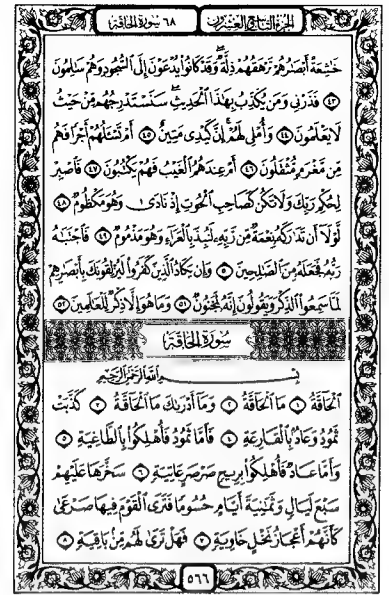 الجزء التاسع والعشرون ٦٨ سورة الحاقة
خَٰشِعَةً أَبْصَٰرُهُمْ تَرْهَقُهُمْ ذِلَّةٌ وَقَدْ كَانُوا۟ يُدْعَوْنَ إِلَى ٱلسُّجُودِ وَهُمْ سَٰلِمُونَ
٤٣ فَذَرْنِى وَمَن يُكَذِّبُ بِهَٰذَا ٱلْحَدِيثِ سَنَسْتَدْرِجُهُم مِّنْ حَيْثُ
لَا يَعْلَمُونَ ٤٤ وَأُمْلِى لَهُمْ إِنَّ كَيْدِى مَتِينٌ ٤٥ أَمْ تَسْـَٔلُهُمْ أَجْرًا فَهُم
مِّن مَّغْرَمٍ مُّثْقَلُونَ ٤٦ أَمْ عِندَهُمُ ٱلْغَيْبُ فَهُمْ يَكْتُبُونَ ٤٧ فَٱصْبِرْ
لِحُكْمِ رَبِّكَ وَلَا تَكُن كَصَاحِبِ ٱلْحُوتِ إِذْ نَادَىٰ وَهُوَ مَكْظُومٌ ٤٨
لَّوْلَآ أَن تَدَٰرَكَهُۥ نِعْمَةٌ مِّن رَّبِّهِۦ لَنُبِذَ بِٱلْعَرَآءِ وَهُوَ مَذْمُومٌ ٤٩ فَٱجْتَبَٰهُ
رَبُّهُۥ فَجَعَلَهُۥ مِنَ ٱلصَّٰلِحِينَ ٥٠ وَإِن يَكَادُ ٱلَّذِينَ كَفَرُوا۟ لَيُزْلِقُونَكَ بِأَبْصَٰرِهِمْ
لَمَّا سَمِعُوا۟ ٱلذِّكْرَ وَيَقُولُونَ إِنَّهُۥ لَمَجْنُونٌ ٥١ وَمَا هُوَ إِلَّا ذِكْرٌ لِّلْعَٰلَمِينَ ٥٢
سورة الحاقة
بِسْمِ ٱللَّهِ ٱلرَّحْمَٰنِ ٱلرَّحِيمِ
ٱلْحَآقَّةُ ١ مَا ٱلْحَآقَّةُ ٢ وَمَآ أَدْرَىٰكَ مَا ٱلْحَآقَّةُ ٣ كَذَّبَتْ
ثَمُودُ وَعَادٌۢ بِٱلْقَارِعَةِ ٤ فَأَمَّا ثَمُودُ فَأُهْلِكُوا۟ بِٱلطَّاغِيَةِ ٥
وَأَمَّا عَادٌ فَأُهْلِكُوا۟ بِرِيحٍ صَرْصَرٍ عَاتِيَةٍ ٦ سَخَّرَهَا عَلَيْهِمْ
سَبْعَ لَيَالٍ وَثَمَٰنِيَةَ أَيَّامٍ حُسُومًا فَتَرَى ٱلْقَوْمَ فِيهَا صَرْعَىٰ
كَأَنَّهُمْ أَعْجَازُ نَخْلٍ خَاوِيَةٍ ٧ فَهَلْ تَرَىٰ لَهُم مِّنۢ بَاقِيَةٍ ٨
٥٦٦